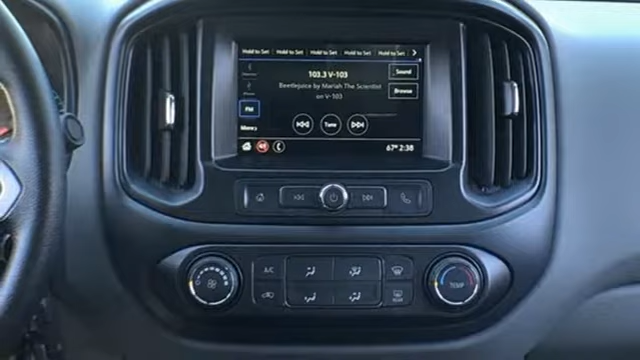 Hold to Set Hold to Set Hold to Set Hold to Set Hold to Set
103.3 V-103
Sound
Beetlejuice by Mariah The Scientist
Browse
on V-103
FM
Tune
Menu
67° 2:38
A/C
TEMP